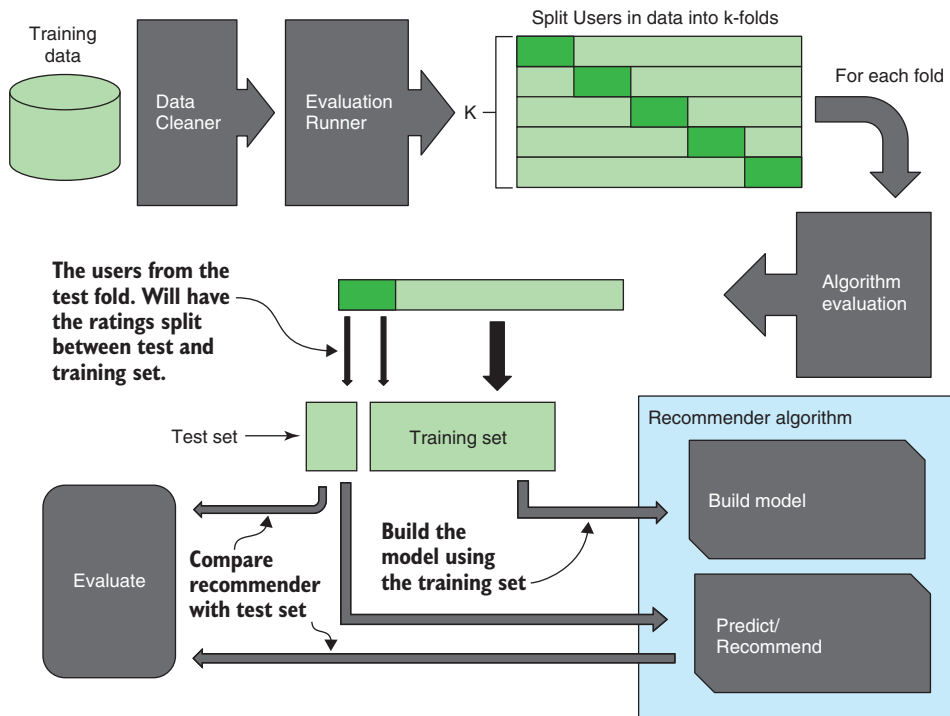 Training
data
Data
Cleaner
Evaluation
Runner
Split Users in data into k-folds
K
For each fold
Algorithm
evaluation
The users from the
test fold. Will have
the ratings split
between test and
training set.
Test set
Training set
Recommender algorithm
Build model
Predict/
Recommend
Build the
model using
the training set
Compare
recommender
with test set
Evaluate